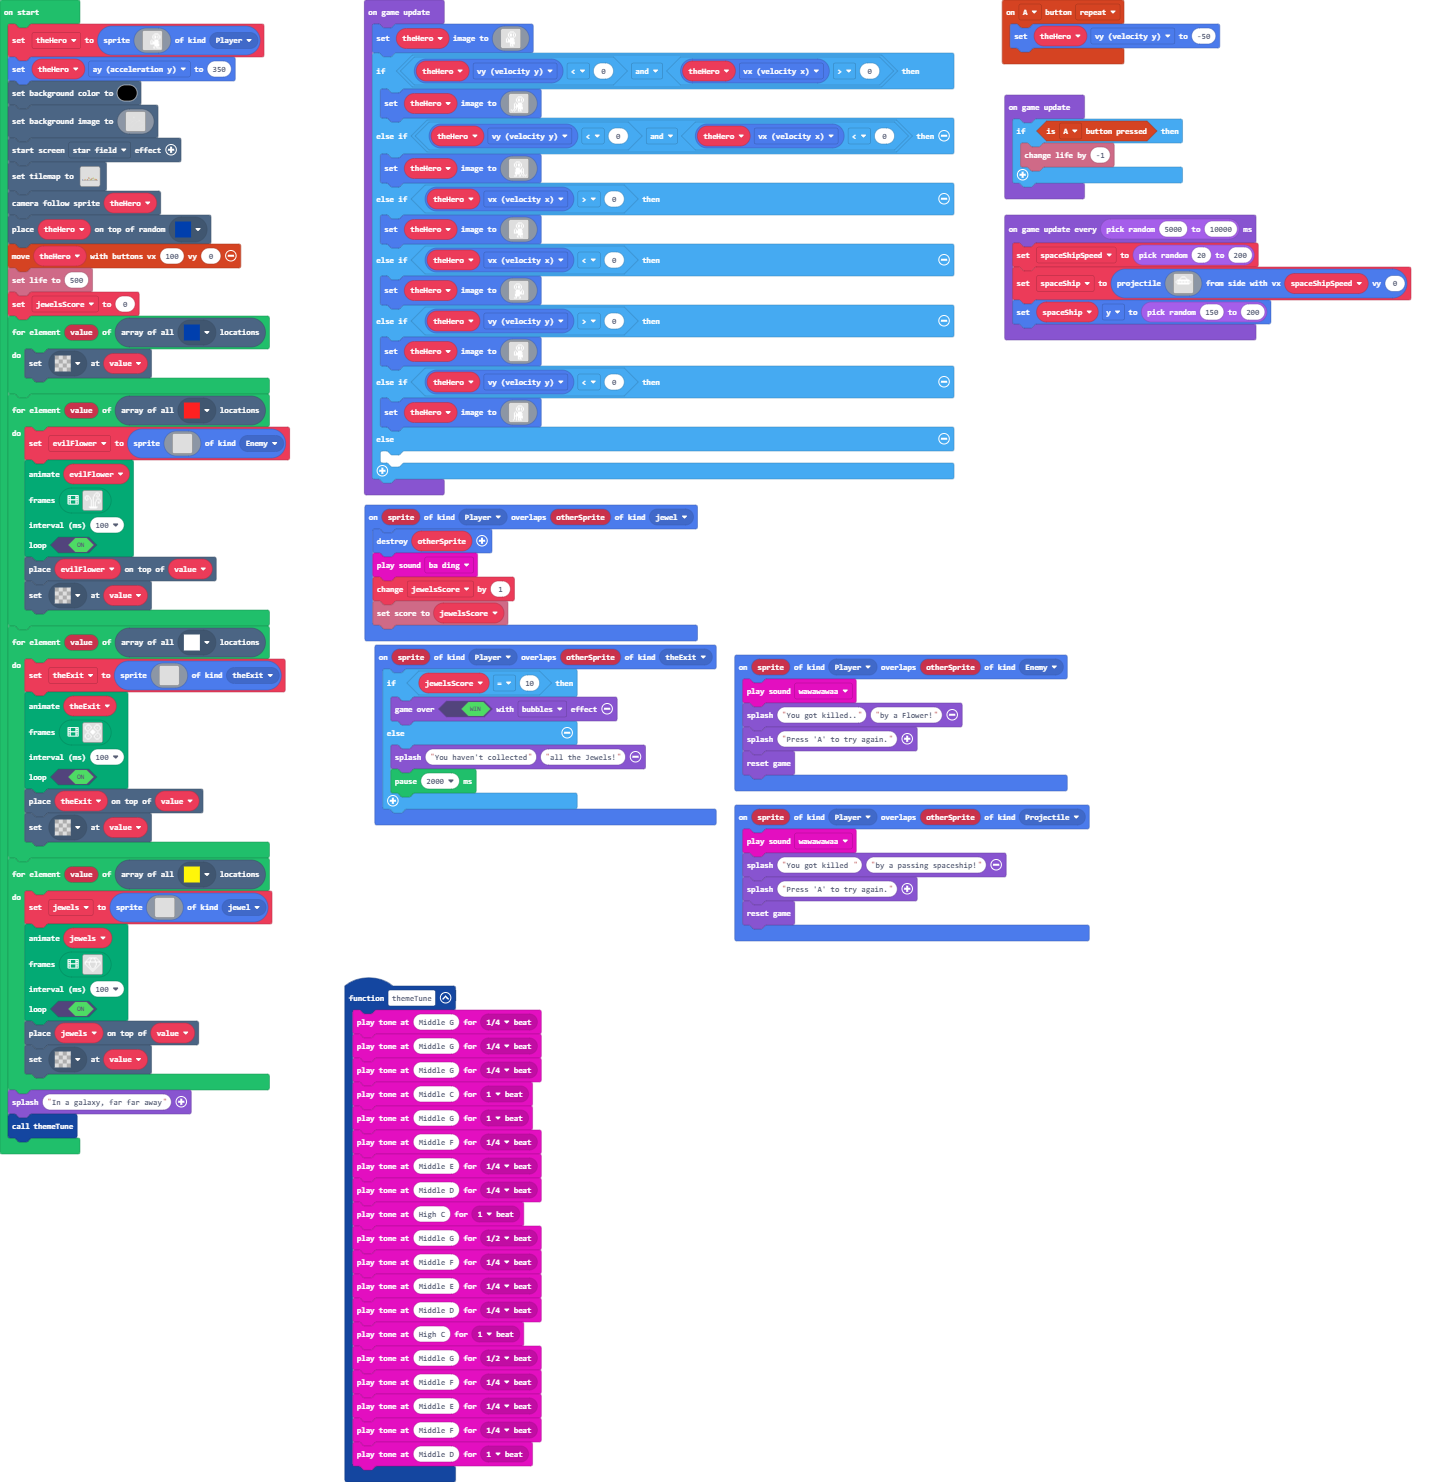 on start
set theHero to sprite of kind Player
set theHero ay (acceleration y) to 350
set background color to
set background image to
start screen star field effect
set tilemap to
camera follow sprite theHero
place theHero on top of random
move theHero with buttons vx 100 vy 0
set life to 500
set jewelsScore to 0
for element value of array of all locations
do
set at value
for element value of array of all locations
do
set evilFlower to sprite of kind Enemy
animate evilFlower
frames
interval (ms) 100
loop ON
place evilFlower on top of value
set at value
for element value of array of all locations
do
set theExit to sprite of kind theExit
animate theExit
frames
interval (ms) 100
loop ON
place theExit on top of value
set at value
for element value of array of all locations
do
set jewels to sprite of kind jewel
animate jewels
frames
interval (ms) 100
loop ON
place jewels on top of value
set at value
splash "In a galaxy, far far away"
call themeTune
on game update
set theHero image to
if theHero vy (velocity y) < 0 and theHero vx (velocity x) > 0 then
set theHero image to
else if theHero vy (velocity y) < 0 and theHero vx (velocity x) < 0 then
set theHero image to
else if theHero vx (velocity x) > 0 then
set theHero image to
else if theHero vx (velocity x) < 0 then
set theHero image to
else if theHero vy (velocity y) > 0 then
set theHero image to
else if theHero vy (velocity y) < 0 then
set theHero image to
else
on sprite of kind Player overlaps otherSprite of kind jewel
destroy otherSprite
play sound ba ding
change jewelsScore by 1
set score to jewelsScore
on sprite of kind Player overlaps otherSprite of kind theExit
if jewelsScore = 10 then
game over WIN with bubbles effect
else
splash "You haven't collected" "all the Jewels!"
pause 2000 ms
on sprite of kind Player overlaps otherSprite of kind Enemy
play sound wawawawaa
splash "You got killed.." "by a Flower!"
splash "Press 'A' to try again."
reset game
on sprite of kind Player overlaps otherSprite of kind Projectile
play sound wawawawaa
splash "You got killed " "by a passing spaceship!"
splash "Press 'A' to try again."
reset game
function themeTune
play tone at Middle G for 1/4 beat
play tone at Middle G for 1/4 beat
play tone at Middle G for 1/4 beat
play tone at Middle C for 1 beat
play tone at Middle G for 1 beat
play tone at Middle F for 1/4 beat
play tone at Middle E for 1/4 beat
play tone at Middle D for 1/4 beat
play tone at High C for 1 beat
play tone at Middle G for 1/2 beat
play tone at Middle F for 1/4 beat
play tone at Middle E for 1/4 beat
play tone at Middle D for 1/4 beat
play tone at High C for 1 beat
play tone at Middle G for 1/2 beat
play tone at Middle F for 1/4 beat
play tone at Middle E for 1/4 beat
play tone at Middle F for 1/4 beat
play tone at Middle D for 1 beat
on A button repeat
set theHero vy (velocity y) to -50
on game update
if is A button pressed then
change life by -1
on game update every pick random 5000 to 10000 ms
set spaceShipSpeed to pick random 20 to 200
set spaceShip to projectile from side with vx spaceShipSpeed vy 0
set spaceShip y to pick random 150 to 200